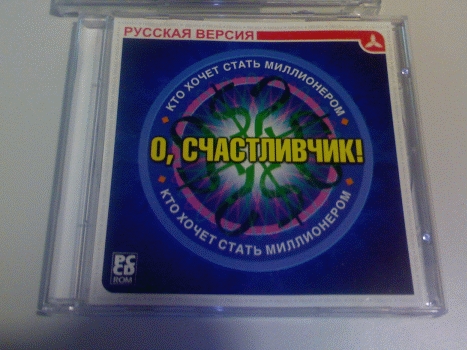 РУССКАЯ ВЕРСИЯ
КТО ХОЧЕТ СТАТЬ МИЛЛИОНЕРОМ
О, СЧАСТЛИВЧИК!
КТО ХОЧЕТ СТАТЬ МИЛЛИОНЕРОМ
PC
CD
ROM